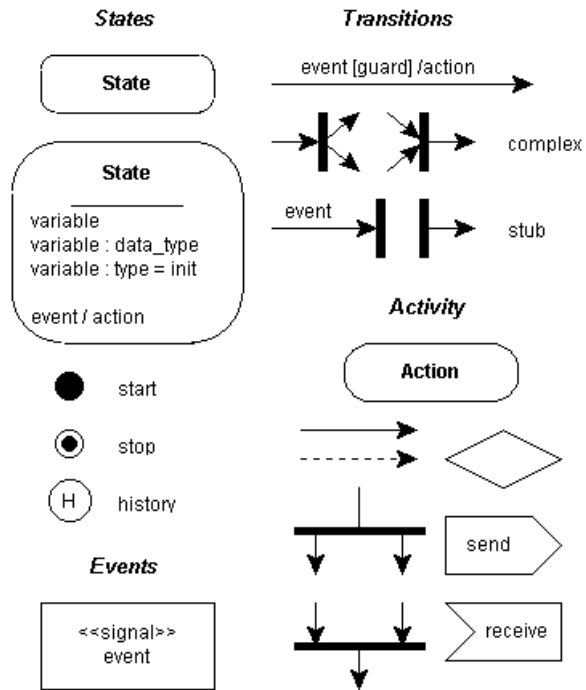 States
State
State
variable
variable : data_type
variable : type = init
event / action
start
stop
H
history
Events
<<signal>>
event
Transitions
event [guard] /action
complex
event
stub
Activity
Action
send
receive